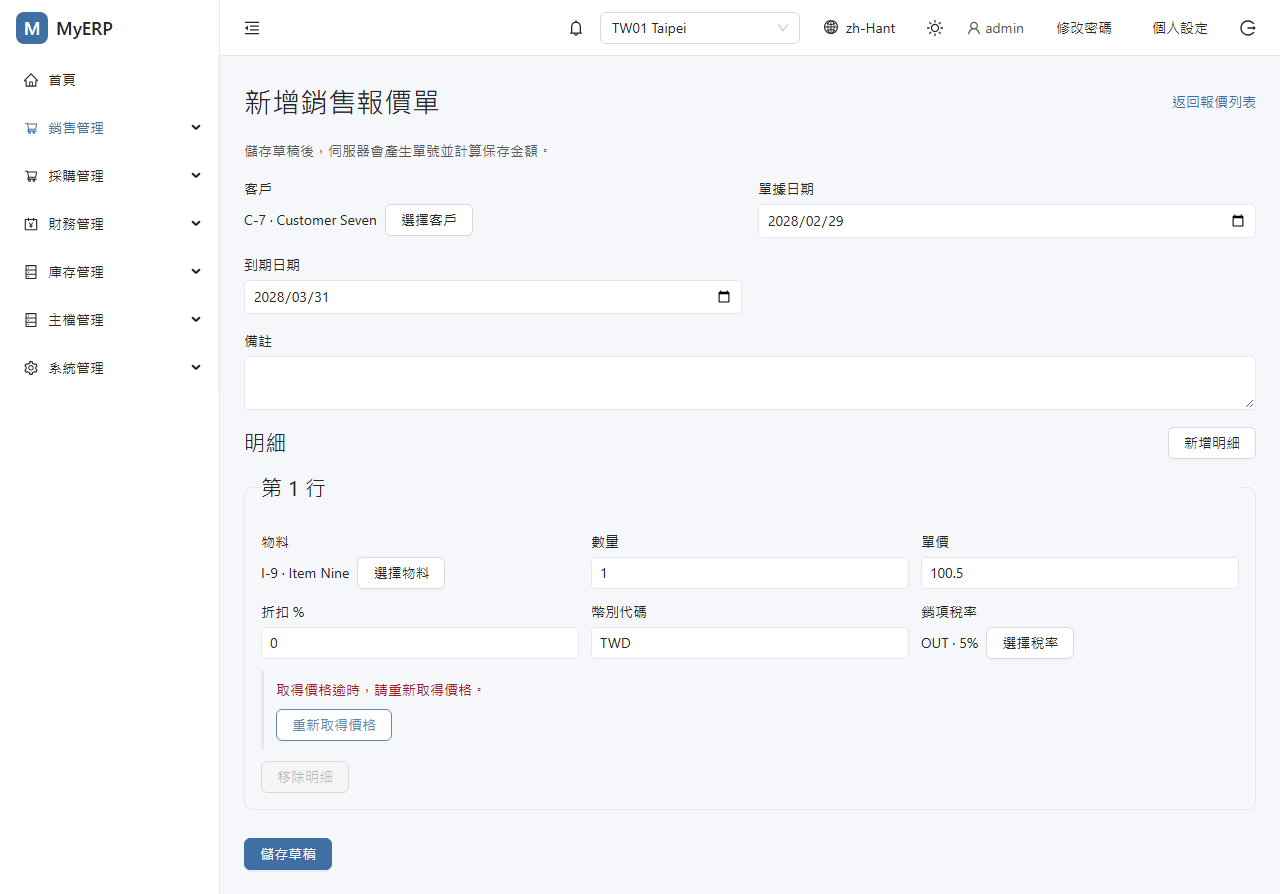 M MyERP
TW01 Taipei
zh-Hant
admin
修改密碼
個人設定
首頁
銷售管理
採購管理
財務管理
庫存管理
主檔管理
系統管理
新增銷售報價單
返回報價列表
儲存草稿後，伺服器會產生單號並計算保存金額。
客戶
C-7 · Customer Seven 選擇客戶
單據日期
2028/02/29
到期日期
2028/03/31
備註
明細
新增明細
第 1 行
物料
I-9 · Item Nine 選擇物料
數量
1
單價
100.5
折扣 %
0
幣別代碼
TWD
銷項稅率
OUT · 5% 選擇稅率
取得價格逾時，請重新取得價格。
重新取得價格
移除明細
儲存草稿